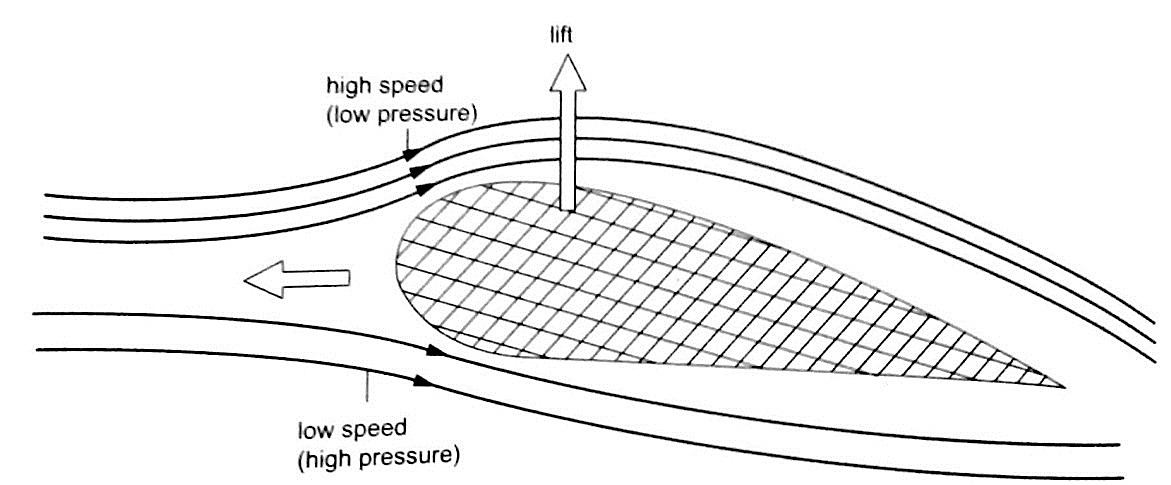 lift
high speed
(low pressure)
low speed
(high pressure)